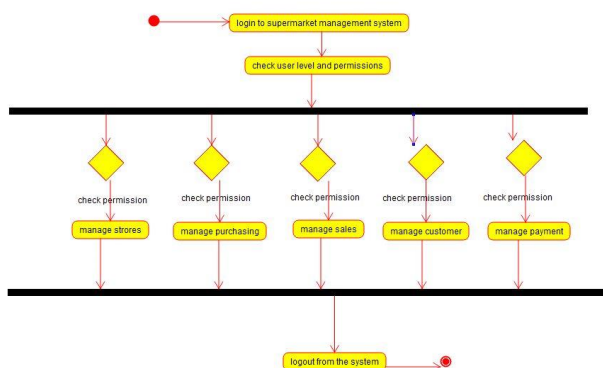 login to supermarket management system
check user level and permissions
check permission
check permission
check permission
check permission
check permission
manage strores
manage purchasing
manage sales
manage customer
manage payment
logout from the system